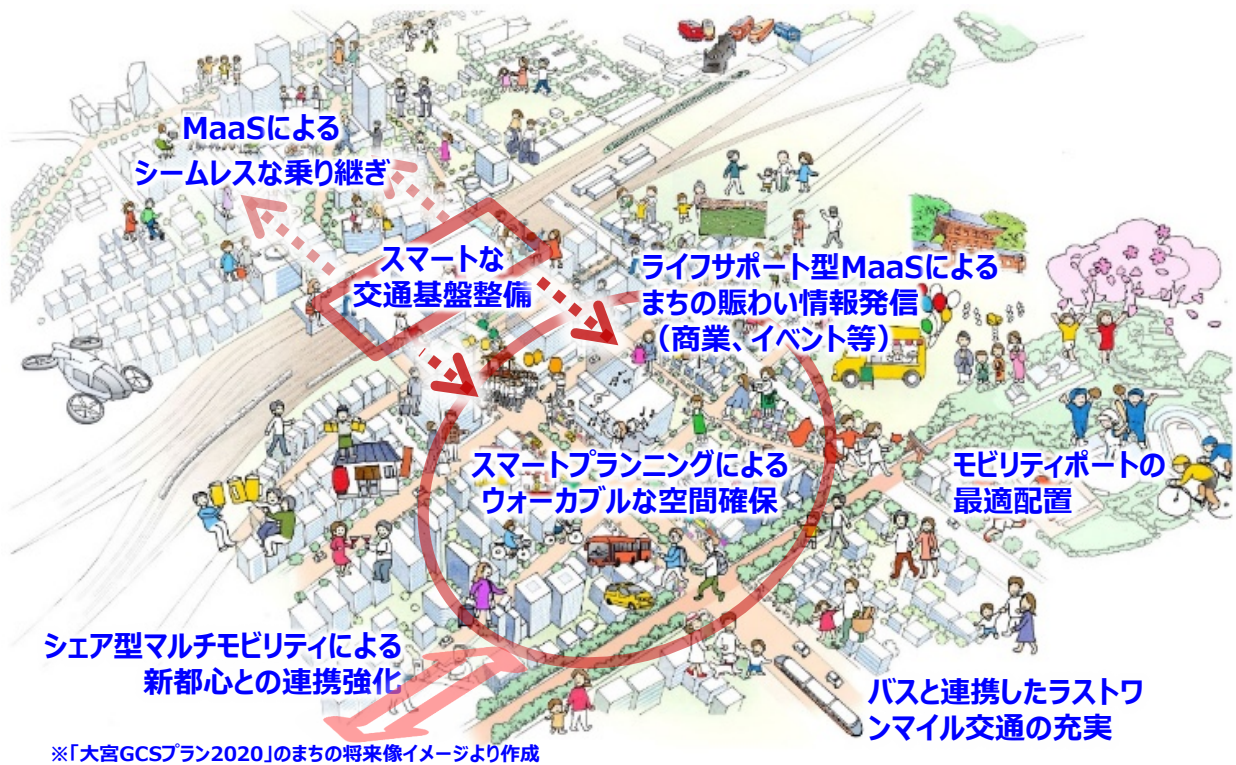 MaaSによる
シームレスな乗り継ぎ
スマートな
交通基盤整備
ライフサポート型MaaSによる
まちの賑わい情報発信
（商業、イベント等）
スマートプランニングによる
ウォーカブルな空間確保
モビリティポートの
最適配置
シェア型マルチモビリティによる
新都心との連携強化
バスと連携したラストワ
ンマイル交通の充実
※「大宮GCSプラン2020」のまちの将来像イメージより作成